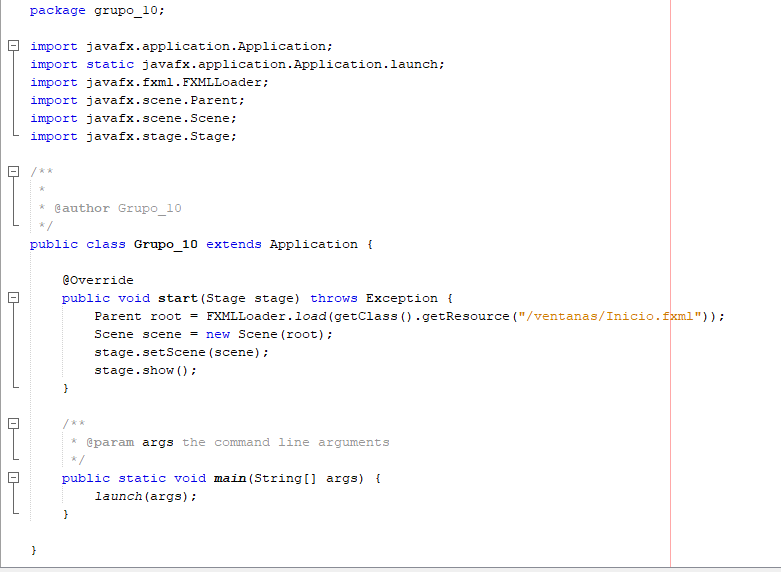 package grupo_10;
import javafx.application.Application;
import static javafx.application.Application.launch;
import javafx.fxml.FXMLLoader;
import javafx.scene.Parent;
import javafx.scene.Scene;
import javafx.stage.Stage;
/**
 *
 * @author Grupo_10
 */
public class Grupo_10 extends Application {
    @Override
    public void start(Stage stage) throws Exception {
        Parent root = FXMLLoader.load(getClass().getResource("/ventanas/Inicio.fxml"));
        Scene scene = new Scene(root);
        stage.setScene(scene);
        stage.show();
    }
    /**
     * @param args the command line arguments
     */
    public static void main(String[] args) {
        launch(args);
    }
}